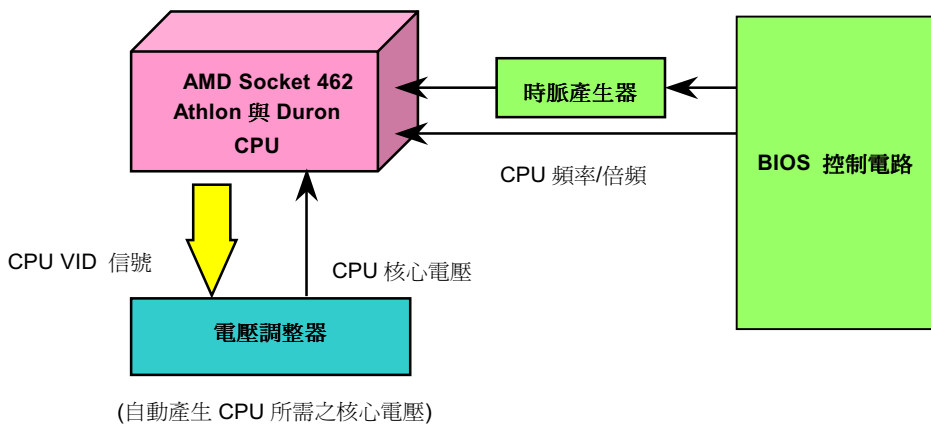 AMD Socket 462
Athlon 與 Duron
CPU
時脈產生器
BIOS 控制電路
CPU 頻率/倍頻
CPU VID 信號
CPU 核心電壓
電壓調整器
(自動產生 CPU 所需之核心電壓)